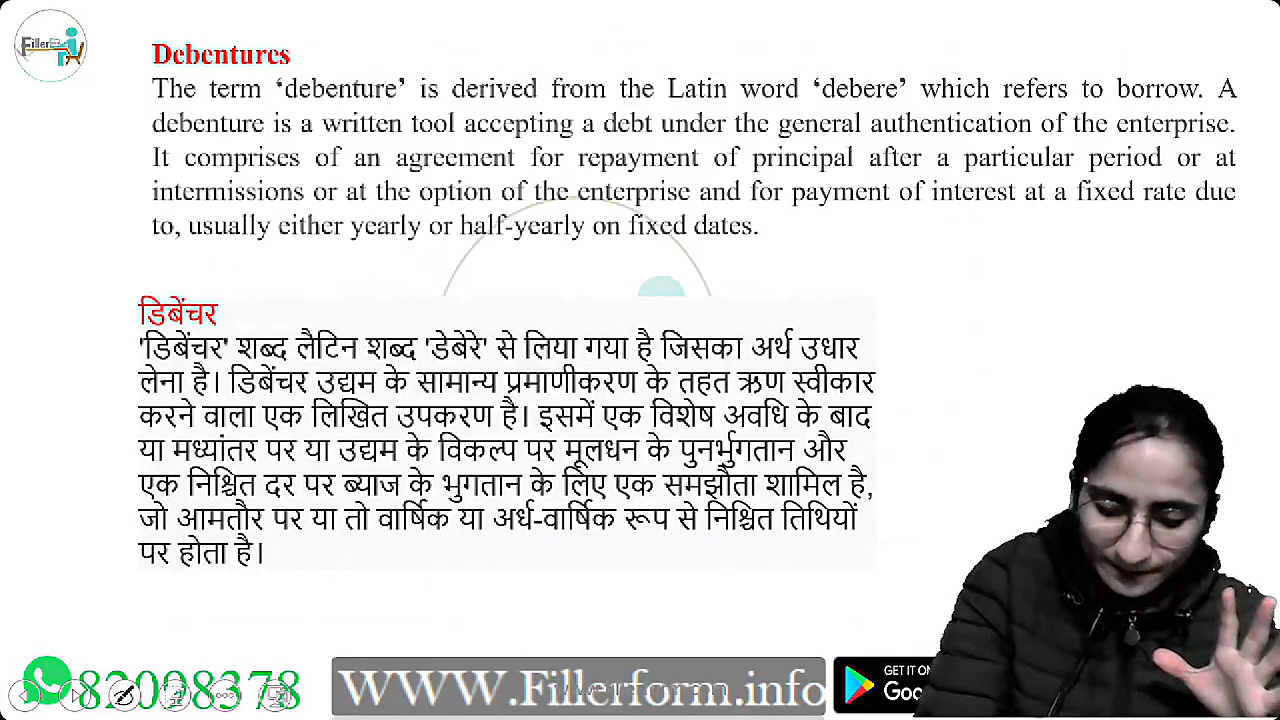 Fillerform
Debentures
The term ‘debenture’ is derived from the Latin word ‘debere’ which refers to borrow. A
debenture is a written tool accepting a debt under the general authentication of the enterprise.
It comprises of an agreement for repayment of principal after a particular period or at
intermissions or at the option of the enterprise and for payment of interest at a fixed rate due
to, usually either yearly or half-yearly on fixed dates.
डिबेंचर
'डिबेंचर' शब्द लैटिन शब्द 'डेबेरे' से लिया गया है जिसका अर्थ उधार
लेना है। डिबेंचर उद्यम के सामान्य प्रमाणीकरण के तहत ऋण स्वीकार
करने वाला एक लिखित उपकरण है। इसमें एक विशेष अवधि के बाद
या मध्यांतर पर या उद्यम के विकल्प पर मूलधन के पुनर्भुगतान और
एक निश्चित दर पर ब्याज के भुगतान के लिए एक समझौता शामिल है,
जो आमतौर पर या तो वार्षिक या अर्ध-वार्षिक रूप से निश्चित तिथियों
पर होता है।
82098378
WWW.Fillerform.info
GET IT ON
Goo